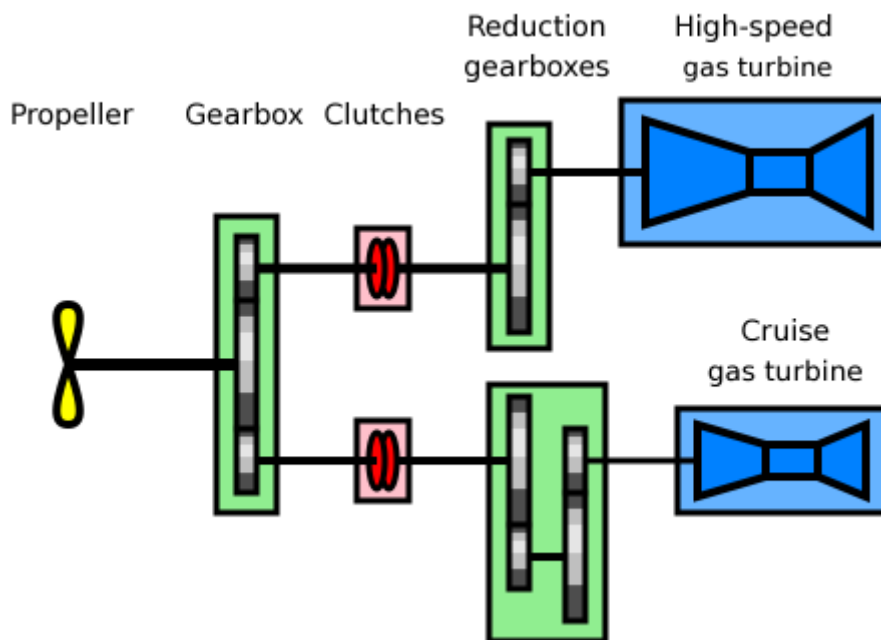 Propeller
Gearbox
Clutches
Reduction
gearboxes
High-speed
gas turbine
Cruise
gas turbine